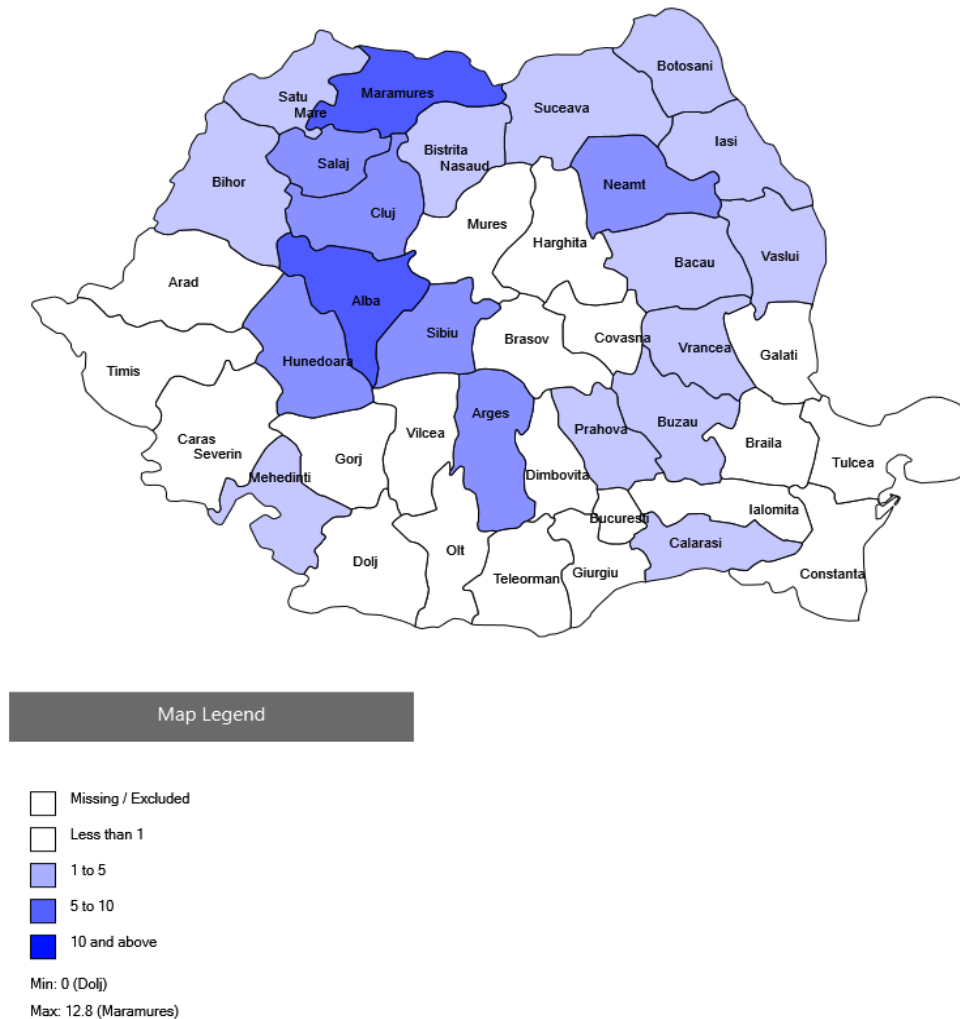 Botosani
Maramures
Satu
Mare
Suceava
Iasi
Bistrita
Nasaud
Salaj
Bihor
Neamt
Cluj
Mures
Harghita
Bacau
Vaslui
Arad
Alba
Sibiu
Brasov
Covasna
Vrancea
Galati
Hunedoara
Timis
Arges
Vilcea
Prahova
Buzau
Braila
Caras
Severin
Gorj
Tulcea
Mehedinti
Dimbovita
Bucuresti
Ialomita
Calarasi
Olt
Dolj
Giurgiu
Teleorman
Constanta
Map Legend
Missing / Excluded
Less than 1
1 to 5
5 to 10
10 and above
Min: 0 (Dolj)
Max: 12.8 (Maramures)